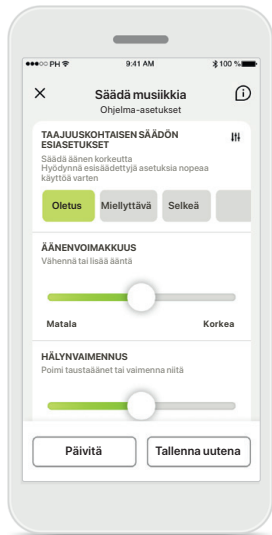 PH
9:41 AM
100 %
Säädä musiikkia
Ohjelma-asetukset
TAAJUUSKOHTAISEN SÄÄDÖN
ESIASETUKSET
Säädä äänen korkeutta
Hyödynnä esisäädettyjä asetuksia nopeaa
käyttöä varten
Oletus
Miellyttävä
Selkeä
ÄÄNENVOIMAKKUUS
Vähennä tai lisää ääntä
Matala
Korkea
HÄLYNVAIMENNUS
Poimi taustaäänet tai vaimenna niitä
Päivitä
Tallenna uutena